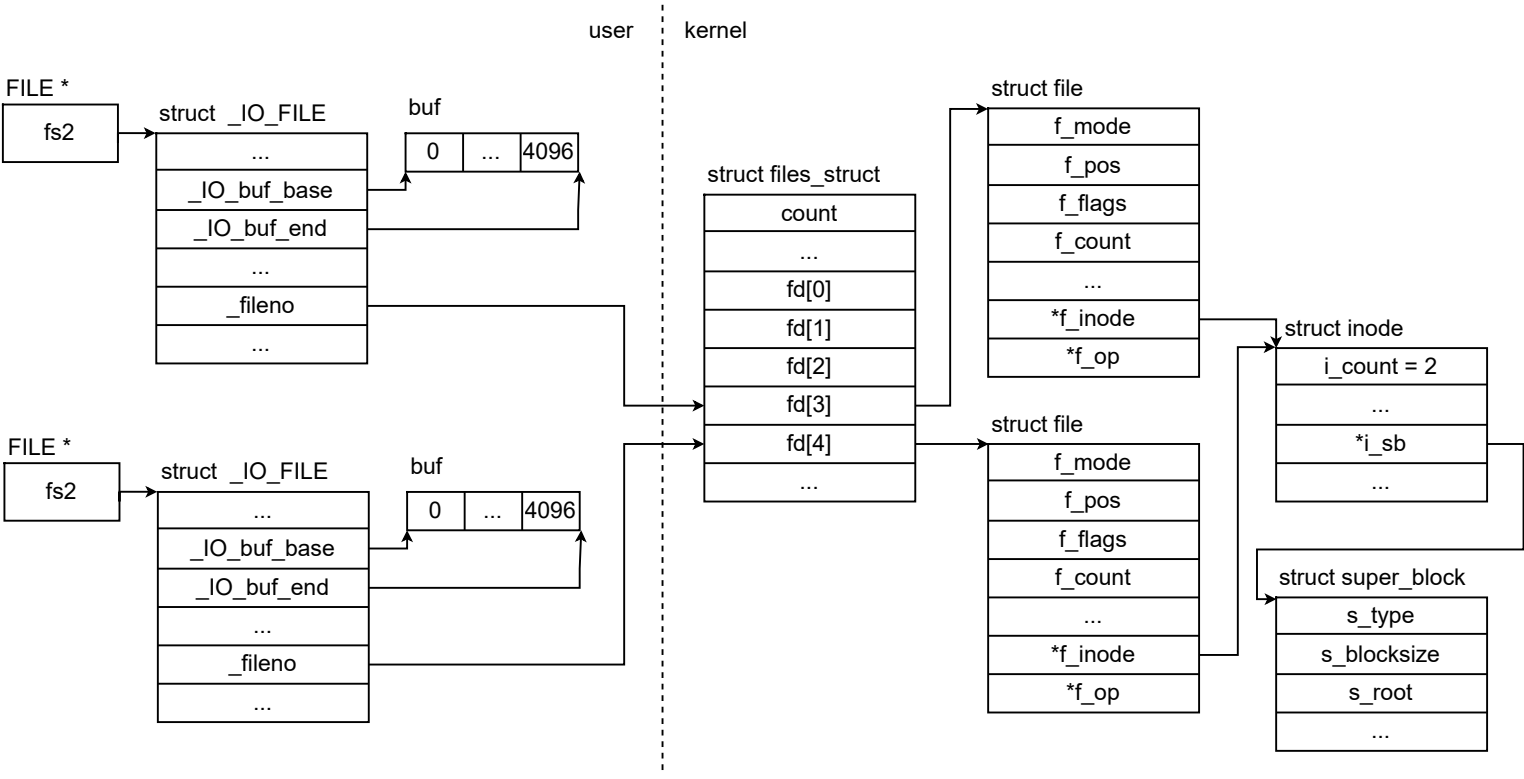 user
kernel
FILE *
fs2
struct _IO_FILE
...
_IO_buf_base
_IO_buf_end
...
_fileno
...
buf
0
...
4096
FILE *
fs2
struct _IO_FILE
...
_IO_buf_base
_IO_buf_end
...
_fileno
...
buf
0
...
4096
struct files_struct
count
...
fd[0]
fd[1]
fd[2]
fd[3]
fd[4]
...
struct file
f_mode
f_pos
f_flags
f_count
...
*f_inode
*f_op
struct file
f_mode
f_pos
f_flags
f_count
...
*f_inode
*f_op
struct inode
i_count = 2
...
*i_sb
...
struct super_block
s_type
s_blocksize
s_root
...